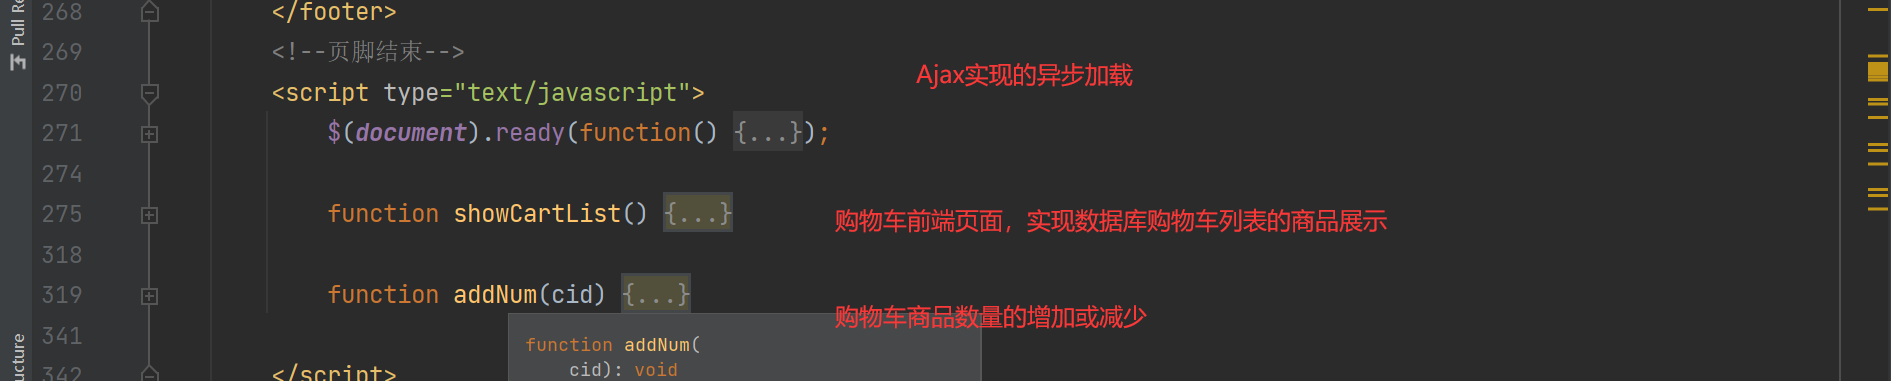 Pull Re
ucture
268 </footer>
269 <!--页脚结束-->
Ajax实现的异步加载
270 <script type="text/javascript">
271 $(document).ready(function() {...});
274
275 function showCartList() {...}
购物车前端页面，实现数据库购物车列表的商品展示
318
319 function addNum(cid) {...}
购物车商品数量的增加或减少
341
function addNum(
cid): void
342 </script>